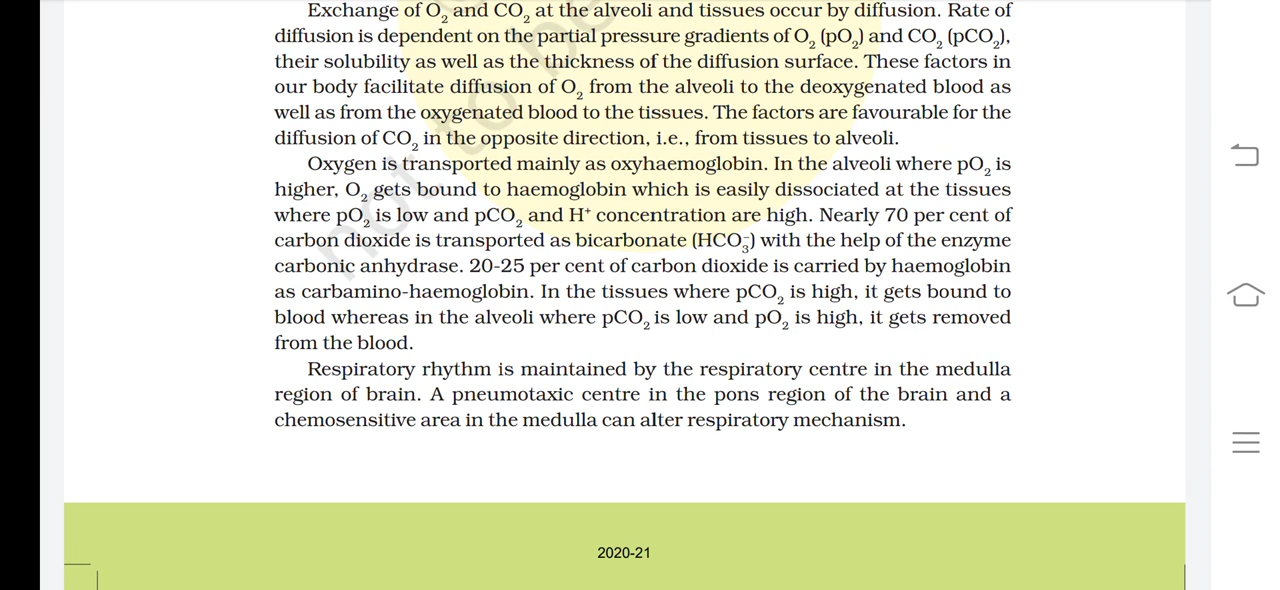 Exchange of O₂ and CO₂ at the alveoli and tissues occur by diffusion. Rate of
diffusion is dependent on the partial pressure gradients of O₂ (pO₂) and CO₂ (pCO₂),
their solubility as well as the thickness of the diffusion surface. These factors in
our body facilitate diffusion of O₂ from the alveoli to the deoxygenated blood as
well as from the oxygenated blood to the tissues. The factors are favourable for the
diffusion of CO₂ in the opposite direction, i.e., from tissues to alveoli.
Oxygen is transported mainly as oxyhaemoglobin. In the alveoli where pO₂ is
higher, O₂ gets bound to haemoglobin which is easily dissociated at the tissues
where pO₂ is low and pCO₂ and H⁺ concentration are high. Nearly 70 per cent of
carbon dioxide is transported as bicarbonate (HCO₃⁻) with the help of the enzyme
carbonic anhydrase. 20-25 per cent of carbon dioxide is carried by haemoglobin
as carbamino-haemoglobin. In the tissues where pCO₂ is high, it gets bound to
blood whereas in the alveoli where pCO₂ is low and pO₂ is high, it gets removed
from the blood.
Respiratory rhythm is maintained by the respiratory centre in the medulla
region of brain. A pneumotaxic centre in the pons region of the brain and a
chemosensitive area in the medulla can alter respiratory mechanism.
not to be
2020-21